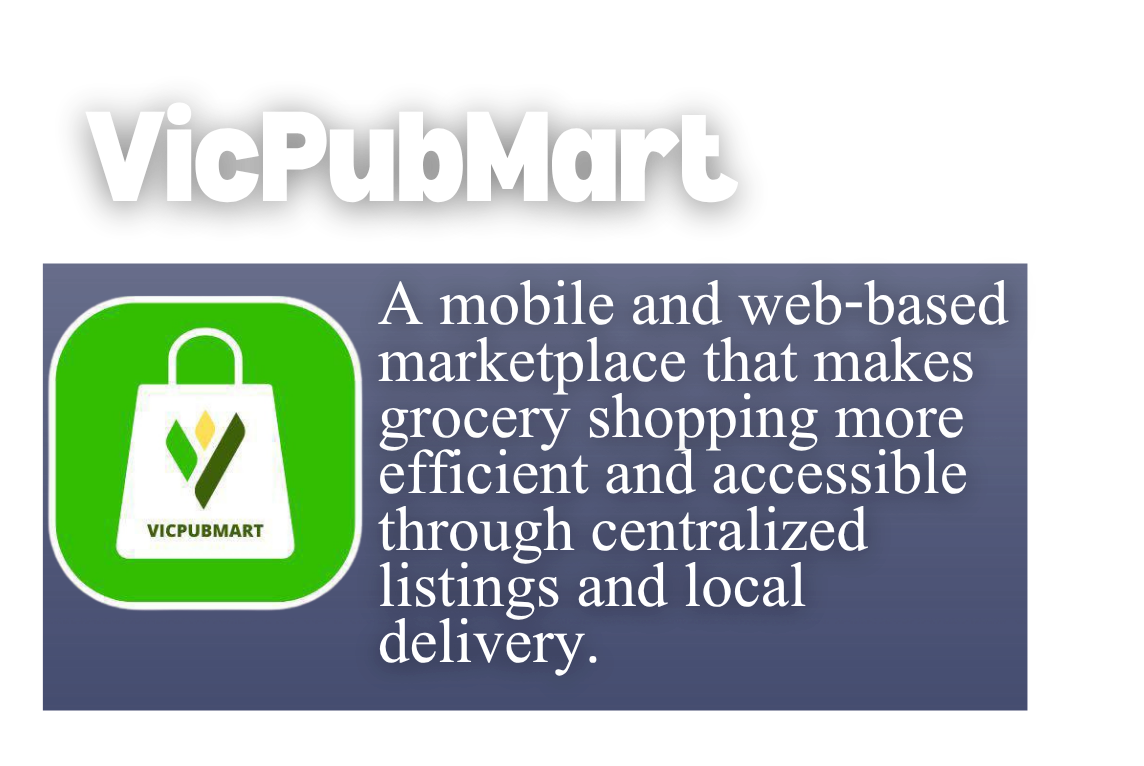 VicPubMart
A mobile and web-based
marketplace that makes
grocery shopping more
efficient and accessible
through centralized
listings and local
delivery.
VICPUBMART